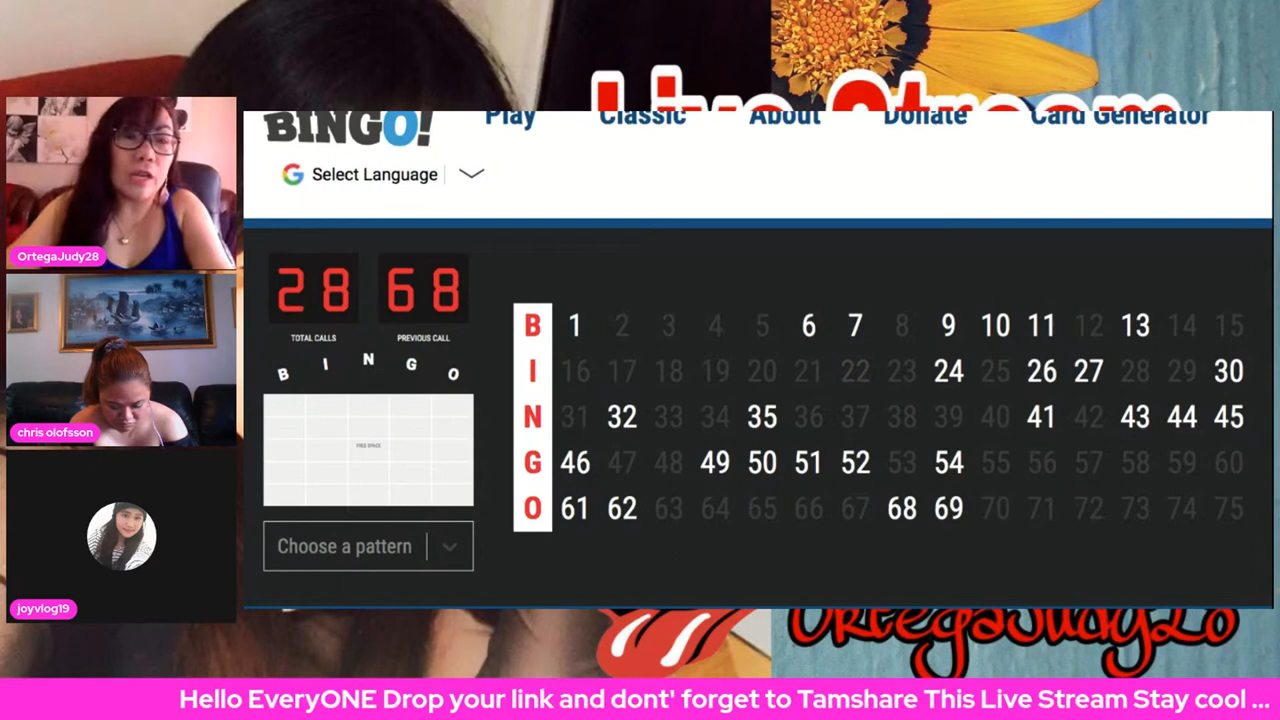 Live Stream
BINGO!
Play Classic About Donate Card Generator
Select Language
OrtegaJudy28
28 68
TOTAL CALLS PREVIOUS CALL
B I N G O
FREE SPACE
Choose a pattern
B 1 2 3 4 5 6 7 8 9 10 11 12 13 14 15
I 16 17 18 19 20 21 22 23 24 25 26 27 28 29 30
N 31 32 33 34 35 36 37 38 39 40 41 42 43 44 45
G 46 47 48 49 50 51 52 53 54 55 56 57 58 59 60
O 61 62 63 64 65 66 67 68 69 70 71 72 73 74 75
chris olofsson
joyvlog19
OrtegaJudy28
Hello EveryONE Drop your link and dont' forget to Tamshare This Live Stream Stay cool ...